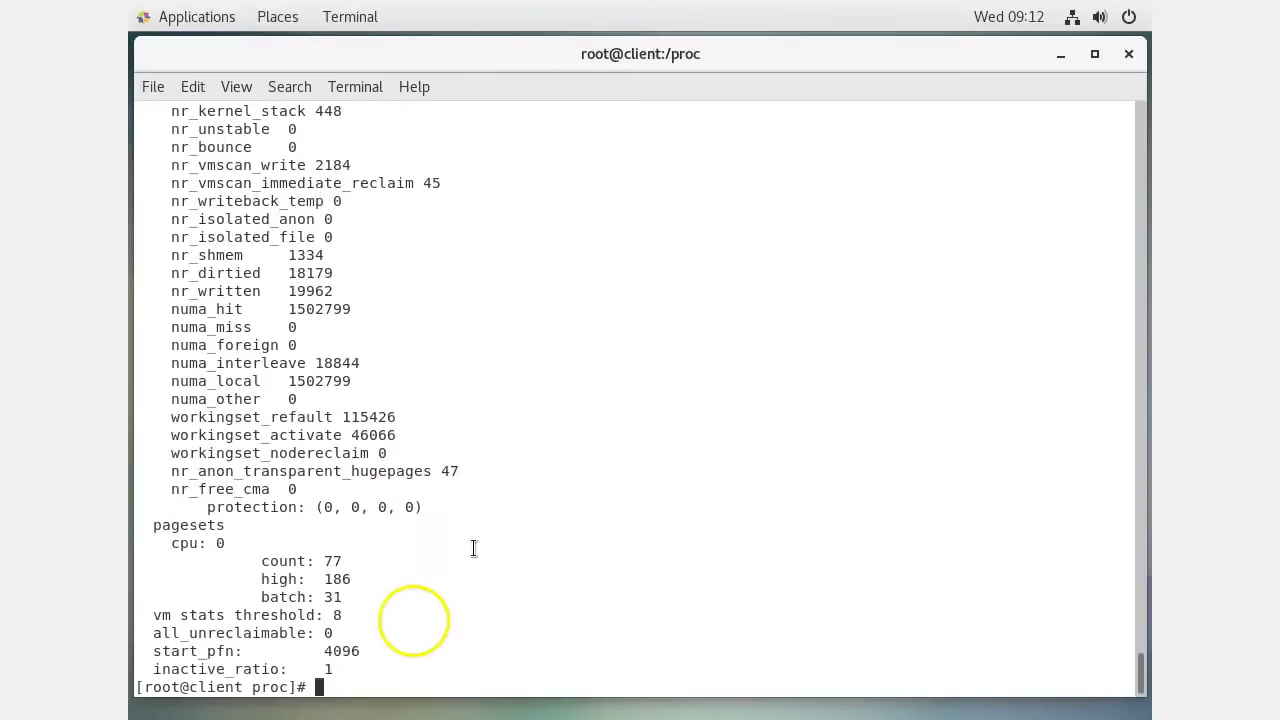 Applications Places Terminal Wed 09:12
root@client:/proc
File Edit View Search Terminal Help
nr_kernel_stack 448
nr_unstable 0
nr_bounce 0
nr_vmscan_write 2184
nr_vmscan_immediate_reclaim 45
nr_writeback_temp 0
nr_isolated_anon 0
nr_isolated_file 0
nr_shmem 1334
nr_dirtied 18179
nr_written 19962
numa_hit 1502799
numa_miss 0
numa_foreign 0
numa_interleave 18844
numa_local 1502799
numa_other 0
workingset_refault 115426
workingset_activate 46066
workingset_nodereclaim 0
nr_anon_transparent_hugepages 47
nr_free_cma 0
protection: (0, 0, 0, 0)
pagesets
cpu: 0
count: 77
high: 186
batch: 31
vm stats threshold: 8
all_unreclaimable: 0
start_pfn: 4096
inactive_ratio: 1
[root@client proc]#